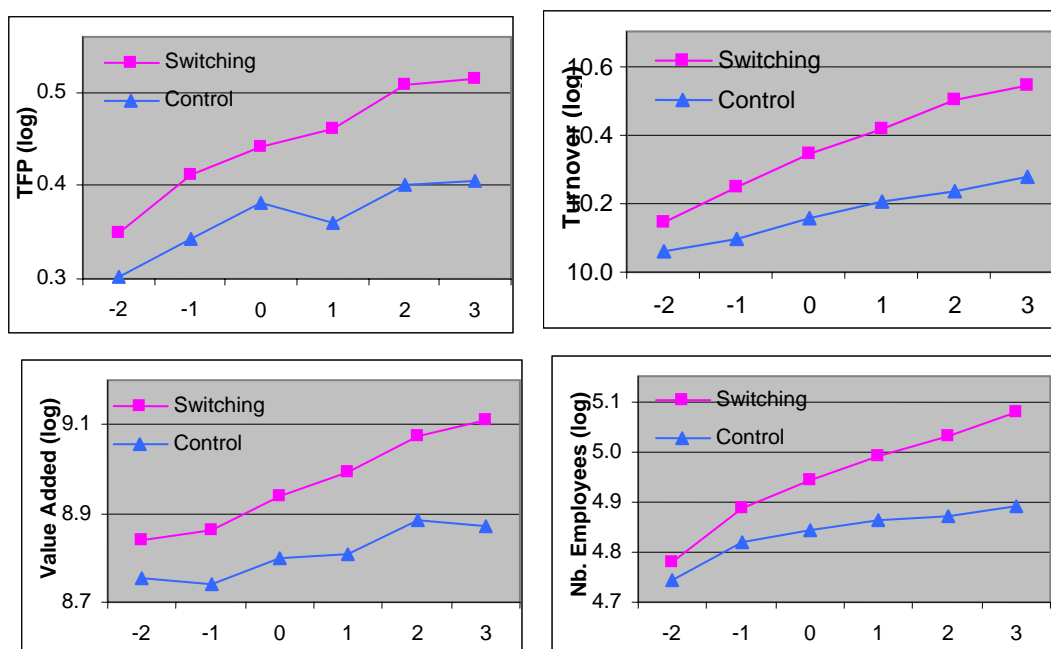 TFP (log)
Switching
Control
0.5
0.4
0.3
-2 -1 0 1 2 3
Turnover (log)
Switching
Control
10.6
10.4
10.2
10.0
-2 -1 0 1 2 3
Value Added (log)
Switching
Control
9.1
8.9
8.7
-2 -1 0 1 2 3
Nb. Employees (log)
Switching
Control
5.1
5.0
4.9
4.8
4.7
-2 -1 0 1 2 3